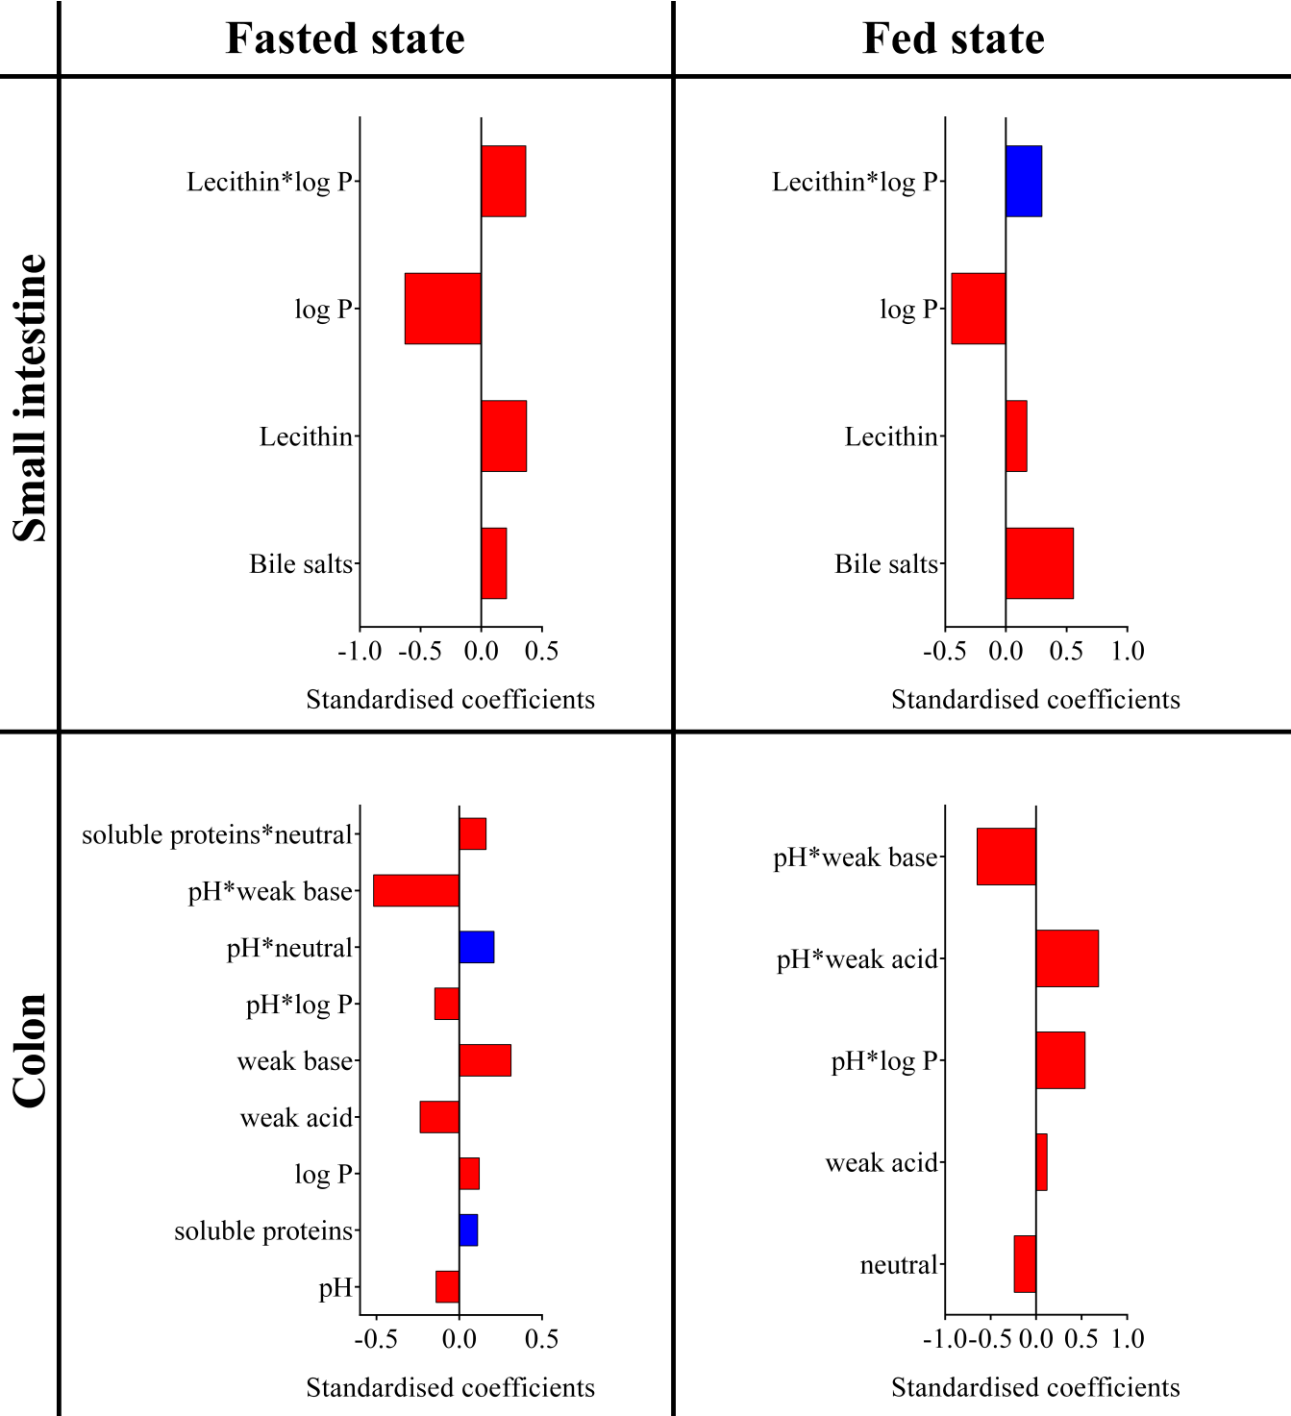 Fasted state
Fed state
Small intestine
Lecithin*log P
log P
Lecithin
Bile salts
-1.0 -0.5 0.0 0.5
Standardised coefficients
Lecithin*log P
log P
Lecithin
Bile salts
-0.5 0.0 0.5 1.0
Standardised coefficients
Colon
soluble proteins*neutral
pH*weak base
pH*neutral
pH*log P
weak base
weak acid
log P
soluble proteins
pH
-0.5 0.0 0.5
Standardised coefficients
pH*weak base
pH*weak acid
pH*log P
weak acid
neutral
-1.0 -0.5 0.0 0.5 1.0
Standardised coefficients